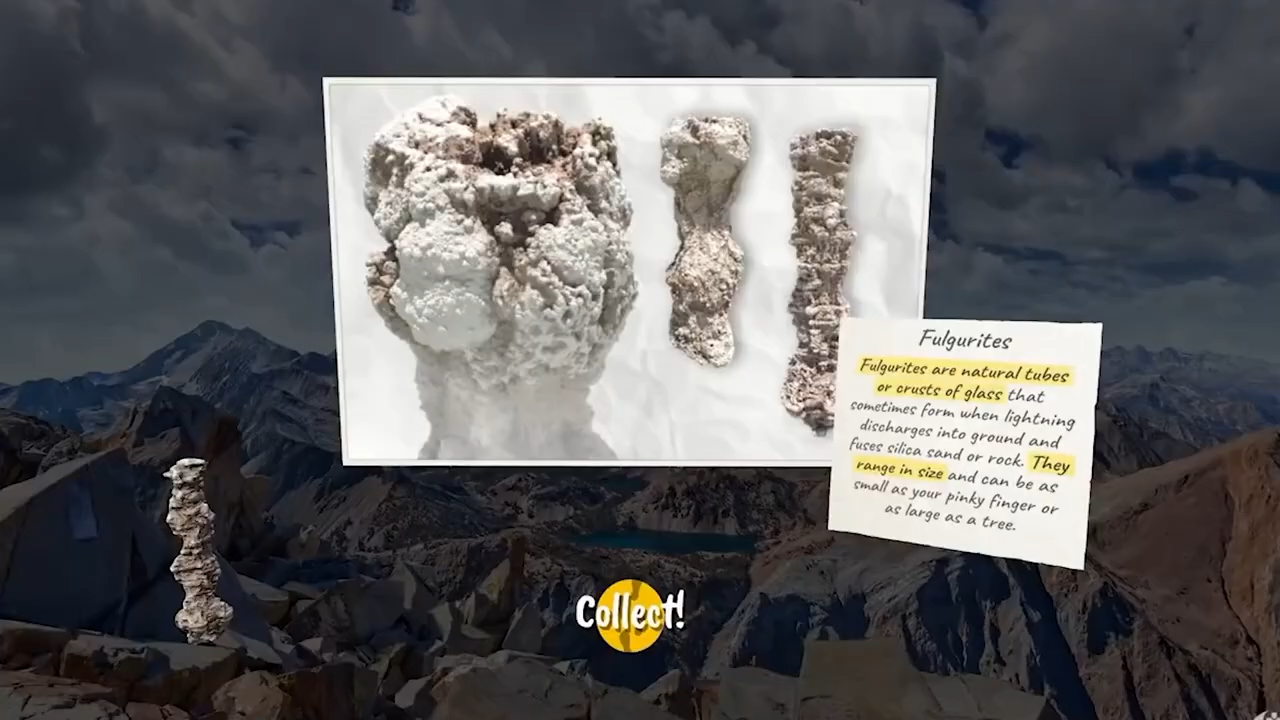 Fulgurites
Fulgurites are natural tubes
or crusts of glass that
sometimes form when lightning
discharges into ground and
fuses silica sand or rock. They
range in size and can be as
small as your pinky finger or
as large as a tree.
Collect!